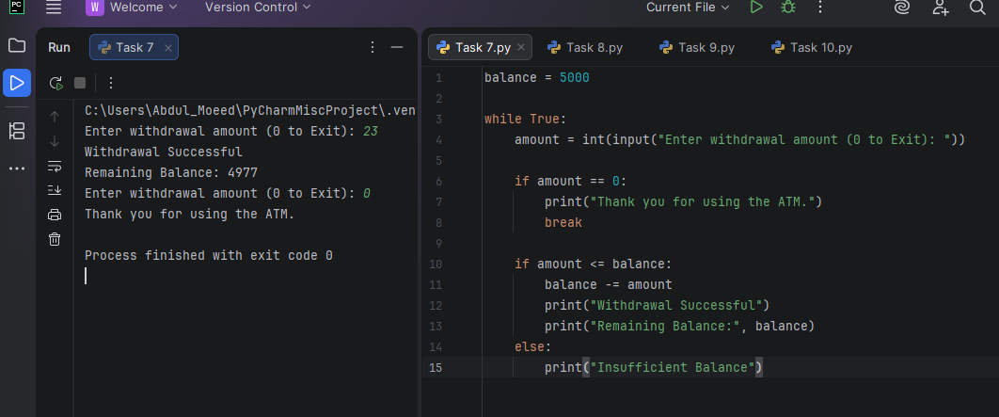 PC
W Welcome Version Control Current File
Run Task 7
Task 7.py Task 8.py Task 9.py Task 10.py
C:\Users\Abdul_Moeed\PyCharmMiscProject\.ven
Enter withdrawal amount (0 to Exit): 23
Withdrawal Successful
Remaining Balance: 4977
Enter withdrawal amount (0 to Exit): 0
Thank you for using the ATM.
Process finished with exit code 0
1 balance = 5000
2
3 while True:
4 amount = int(input("Enter withdrawal amount (0 to Exit): "))
5
6 if amount == 0:
7 print("Thank you for using the ATM.")
8 break
9
10 if amount <= balance:
11 balance -= amount
12 print("Withdrawal Successful")
13 print("Remaining Balance:", balance)
14 else:
15 print("Insufficient Balance")